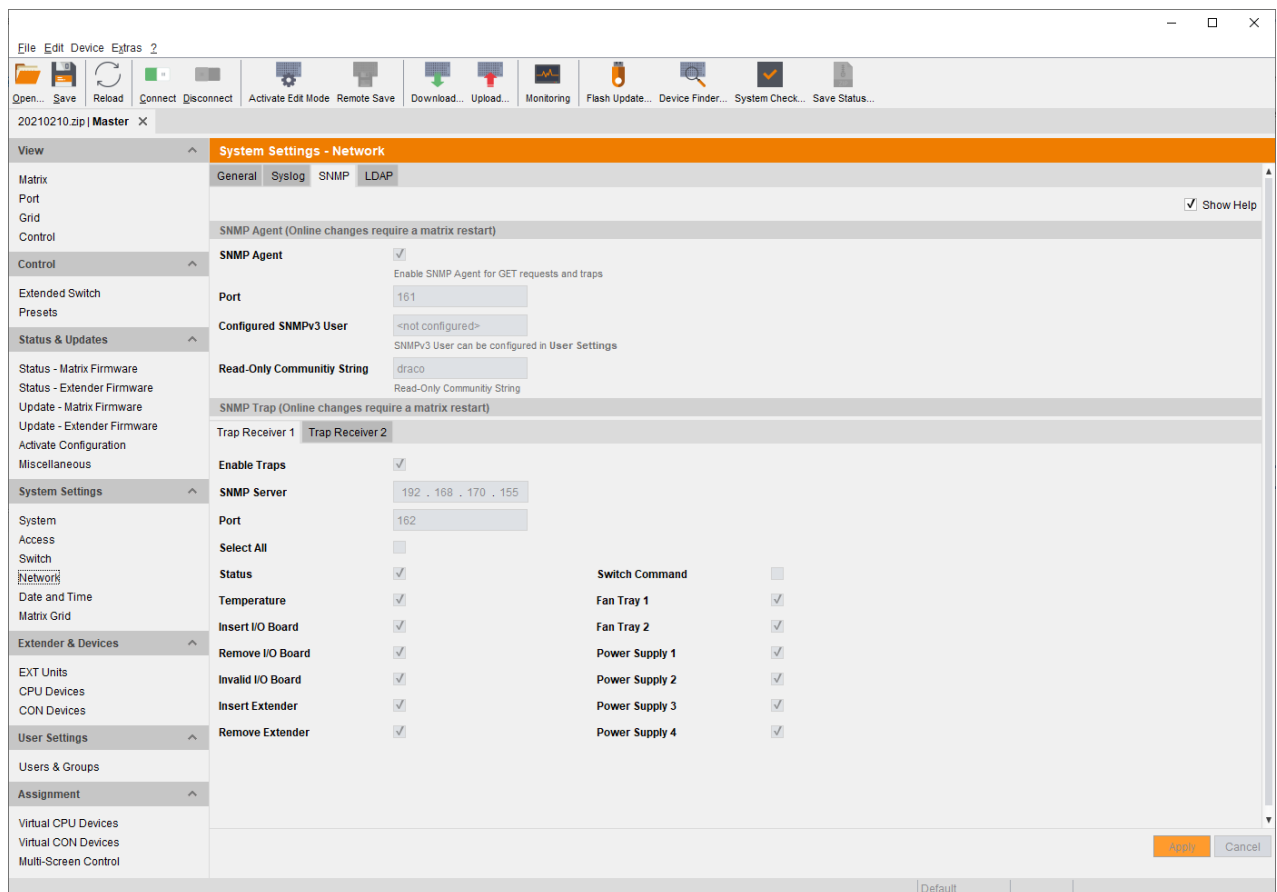 File Edit Device Extras ?
Open... Save Reload Connect Disconnect Activate Edit Mode Remote Save Download... Upload... Monitoring Flash Update... Device Finder... System Check... Save Status...
20210210.zip | Master
View
Matrix
Port
Grid
Control
Control
Extended Switch
Presets
Status & Updates
Status - Matrix Firmware
Status - Extender Firmware
Update - Matrix Firmware
Update - Extender Firmware
Activate Configuration
Miscellaneous
System Settings
System
Access
Switch
Network
Date and Time
Matrix Grid
Extender & Devices
EXT Units
CPU Devices
CON Devices
User Settings
Users & Groups
Assignment
Virtual CPU Devices
Virtual CON Devices
Multi-Screen Control
System Settings - Network
General Syslog SNMP LDAP
Show Help
SNMP Agent (Online changes require a matrix restart)
SNMP Agent
Enable SNMP Agent for GET requests and traps
Port 161
Configured SNMPv3 User <not configured>
SNMPv3 User can be configured in User Settings
Read-Only Communitiy String draco
Read-Only Communitiy String
SNMP Trap (Online changes require a matrix restart)
Trap Receiver 1 Trap Receiver 2
Enable Traps
SNMP Server 192 . 168 . 170 . 155
Port 162
Select All
Status Switch Command
Temperature Fan Tray 1
Insert I/O Board Fan Tray 2
Remove I/O Board Power Supply 1
Invalid I/O Board Power Supply 2
Insert Extender Power Supply 3
Remove Extender Power Supply 4
Apply Cancel
Default